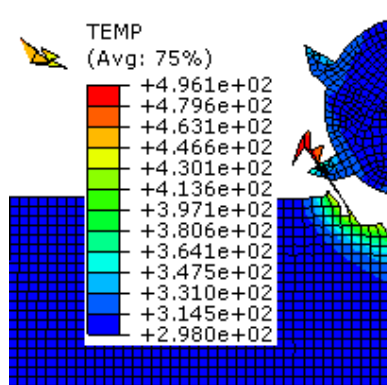 TEMP
(Avg: 75%)
+4.961e+02
+4.796e+02
+4.631e+02
+4.466e+02
+4.301e+02
+4.136e+02
+3.971e+02
+3.806e+02
+3.641e+02
+3.475e+02
+3.310e+02
+3.145e+02
+2.980e+02